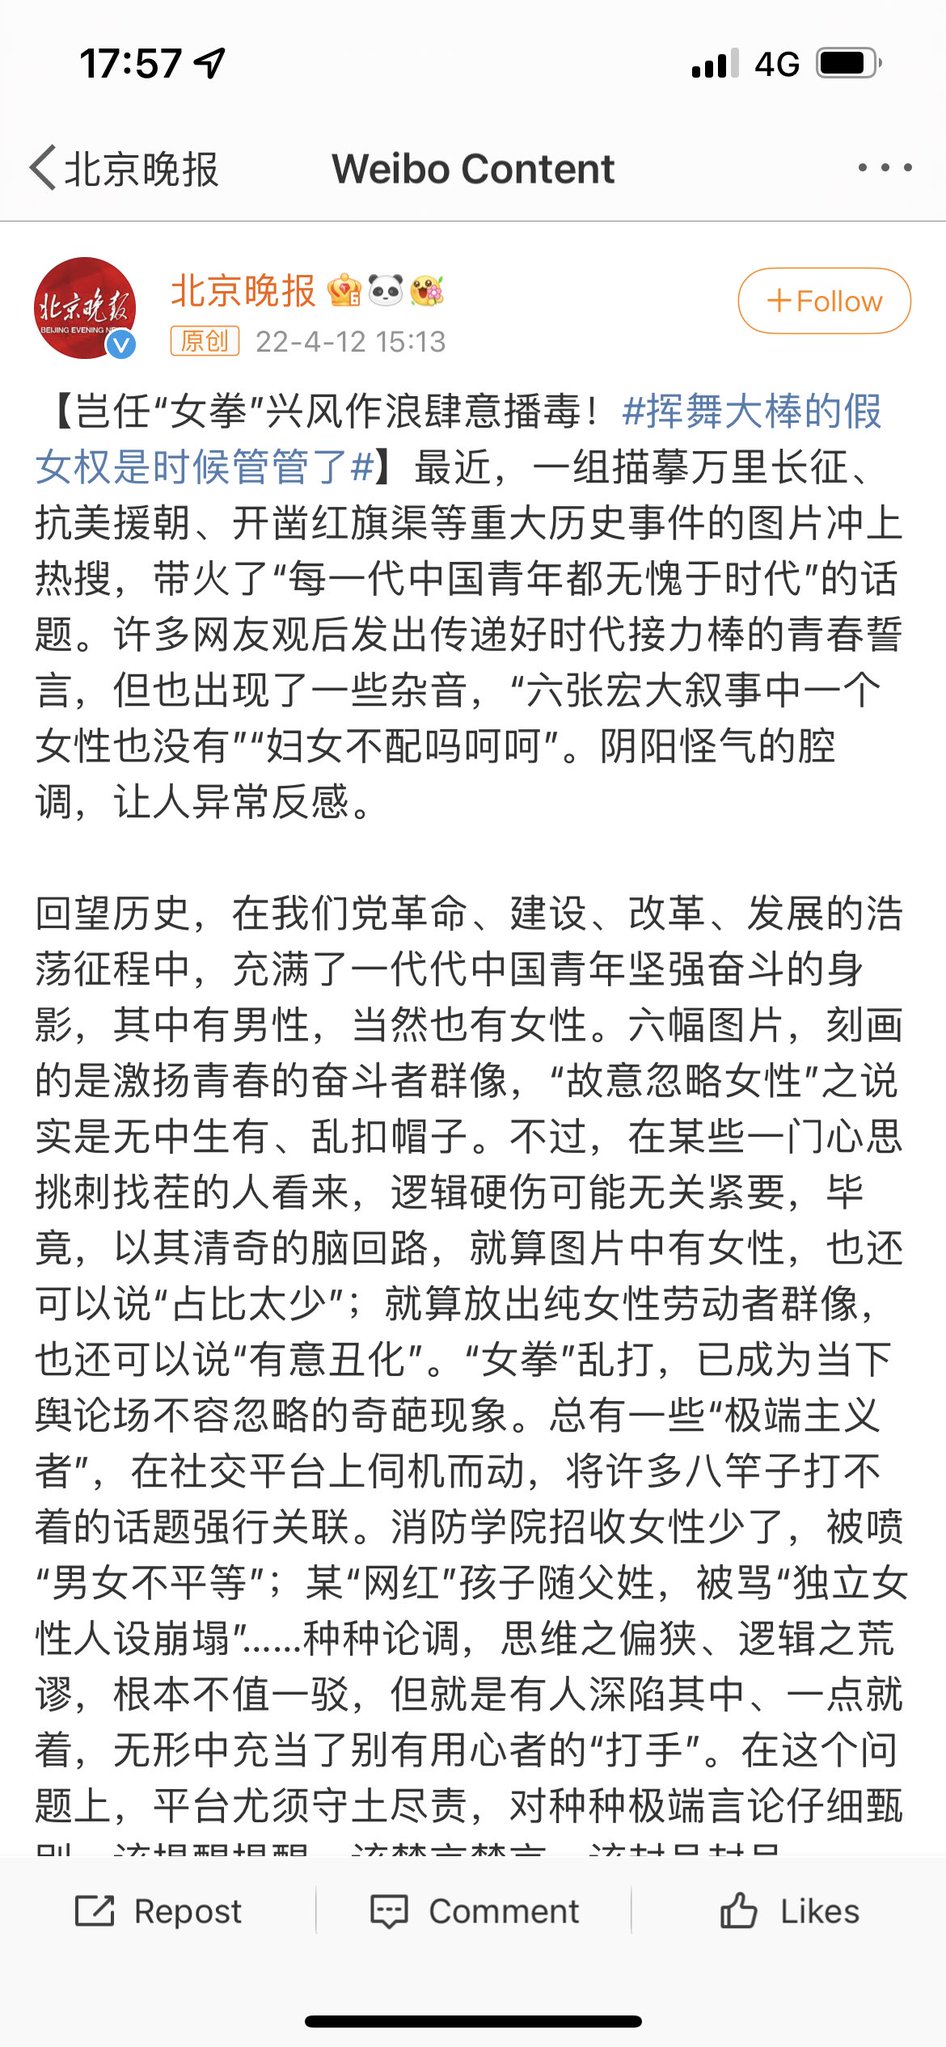 17:57
4G
北京晚报
Weibo Content
北京晚报
BEIJING EVENING
北京晚报
+Follow
原创 22-4-12 15:13
【岂任“女拳”兴风作浪肆意播毒！#挥舞大棒的假
女权是时候管管了#】最近，一组描摹万里长征、
抗美援朝、开凿红旗渠等重大历史事件的图片冲上
热搜，带火了“每一代中国青年都无愧于时代”的话
题。许多网友观后发出传递好时代接力棒的青春誓
言，但也出现了一些杂音，“六张宏大叙事中一个
女性也没有”“妇女不配吗呵呵”。阴阳怪气的腔
调，让人异常反感。
回望历史，在我们党革命、建设、改革、发展的浩
荡征程中，充满了一代代中国青年坚强奋斗的身
影，其中有男性，当然也有女性。六幅图片，刻画
的是激扬青春的奋斗者群像，“故意忽略女性”之说
实是无中生有、乱扣帽子。不过，在某些一门心思
挑刺找茬的人看来，逻辑硬伤可能无关紧要，毕
竟，以其清奇的脑回路，就算图片中有女性，也还
可以说“占比太少”；就算放出纯女性劳动者群像，
也还可以说“有意丑化”。“女拳”乱打，已成为当下
舆论场不容忽略的奇葩现象。总有一些“极端主义
者”，在社交平台上伺机而动，将许多八竿子打不
着的话题强行关联。消防学院招收女性少了，被喷
“男女不平等”；某“网红”孩子随父姓，被骂“独立女
性人设崩塌”……种种论调，思维之偏狭、逻辑之荒
谬，根本不值一驳，但就是有人深陷其中、一点就
着，无形中充当了别有用心者的“打手”。在这个问
题上，平台尤须守土尽责，对种种极端言论仔细甄
别，该提醒提醒，该禁言禁言，该封号封号
Repost
Comment
Likes